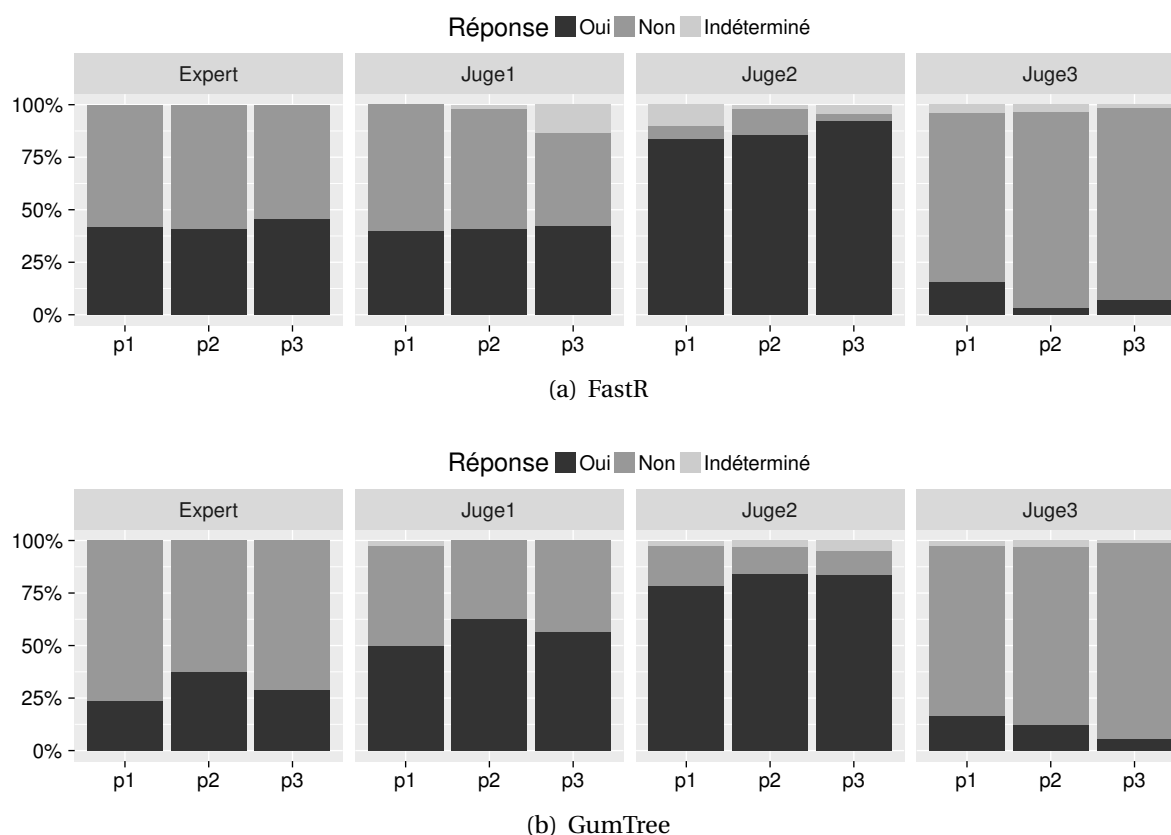 Réponse Oui Non Indéterminé
Expert Juge1 Juge2 Juge3
100%
75%
50%
25%
0%
p1 p2 p3 p1 p2 p3 p1 p2 p3 p1 p2 p3
(a) FastR
Réponse Oui Non Indéterminé
Expert Juge1 Juge2 Juge3
100%
75%
50%
25%
0%
p1 p2 p3 p1 p2 p3 p1 p2 p3 p1 p2 p3
(b) GumTree